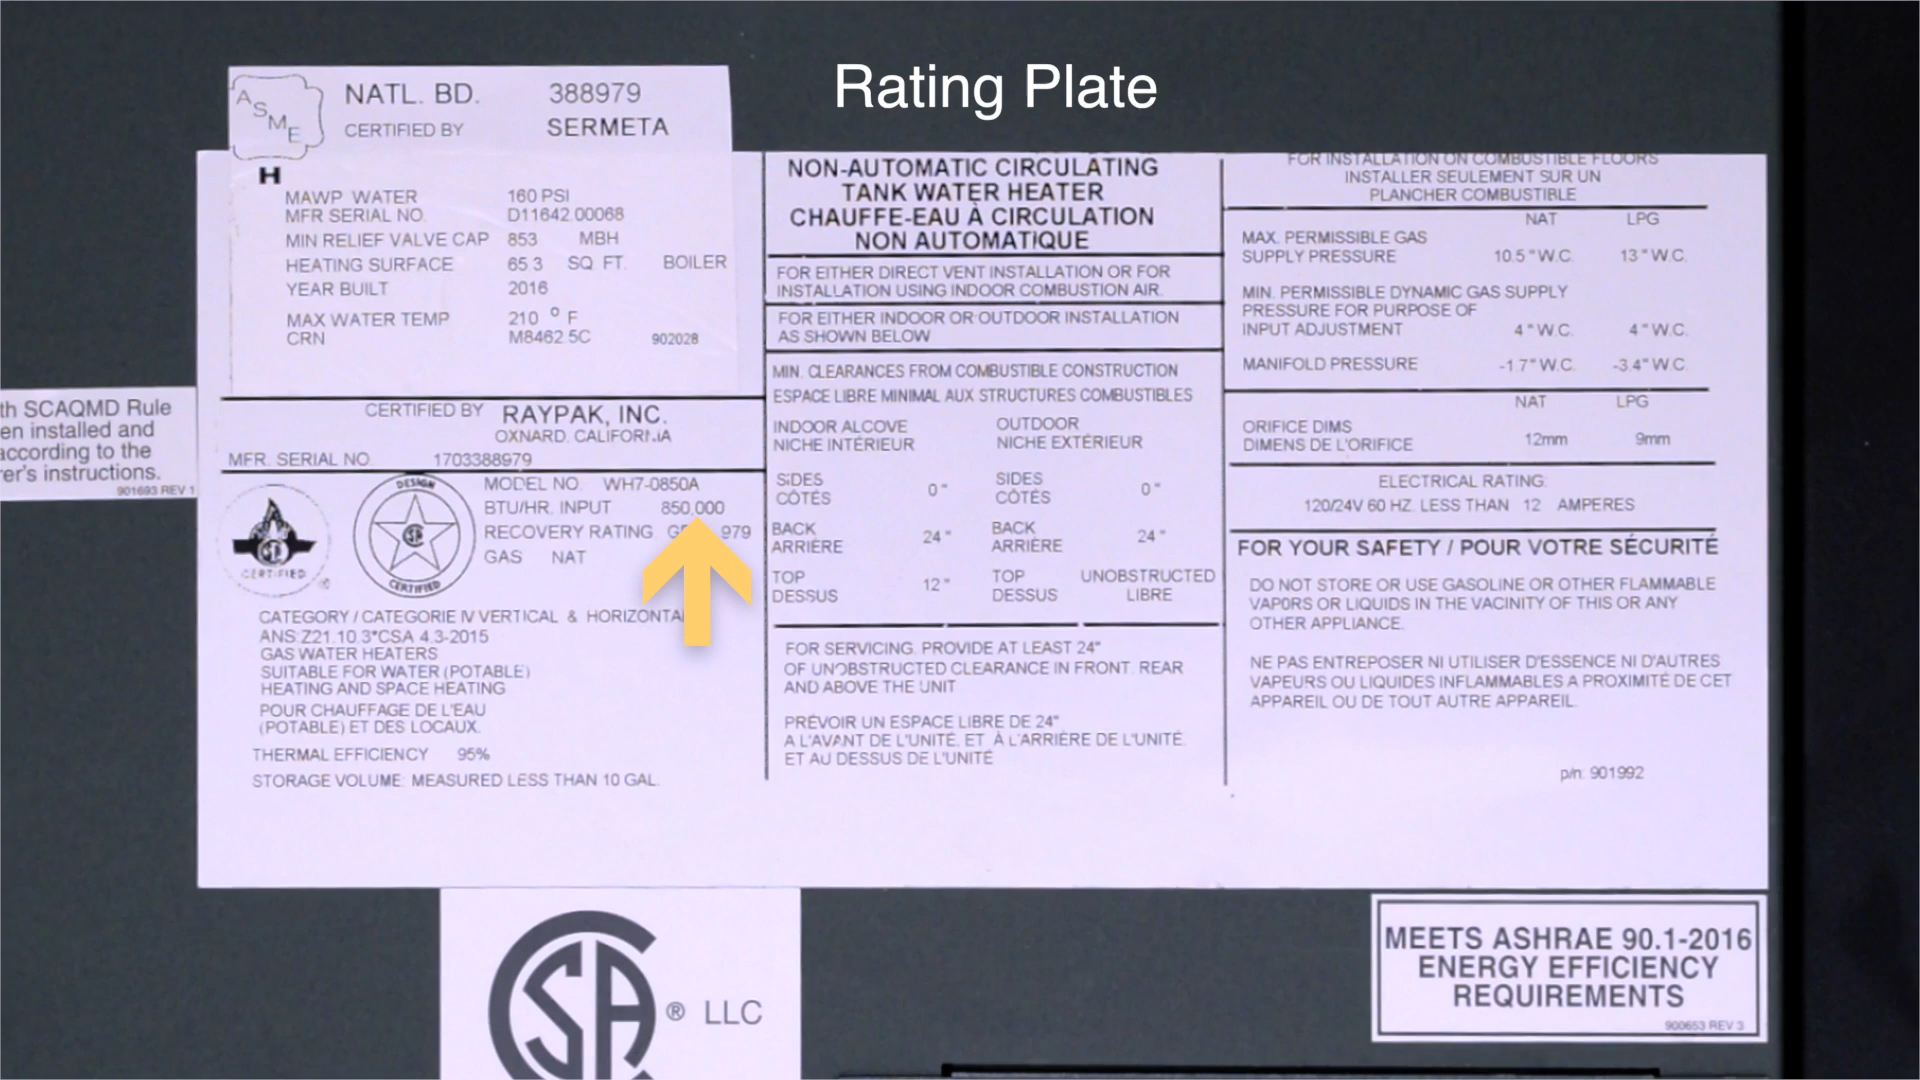 Rating Plate
ASME
NATL. BD. 388979
CERTIFIED BY SERMETA
H
MAWP WATER 160 PSI
MFR SERIAL NO. D11642.00068
MIN RELIEF VALVE CAP 853 MBH
HEATING SURFACE 65.3 SQ. FT. BOILER
YEAR BUILT 2016
MAX WATER TEMP 210 ° F
CRN M8462.5C 902028
CERTIFIED BY RAYPAK, INC.
OXNARD, CALIFORNIA
MFR. SERIAL NO. 1703388979
DESIGN
CERTIFIED
CERTIFIED
MODEL NO. WH7-0850A
BTU/HR. INPUT 850,000
RECOVERY RATING 979
GAS NAT
CATEGORY / CATEGORIE IV VERTICAL & HORIZONTAL
ANS Z21.10.3*CSA 4.3-2015
GAS WATER HEATERS
SUITABLE FOR WATER (POTABLE)
HEATING AND SPACE HEATING
POUR CHAUFFAGE DE L'EAU
(POTABLE) ET DES LOCAUX.
THERMAL EFFICIENCY 95%
STORAGE VOLUME: MEASURED LESS THAN 10 GAL.
NON-AUTOMATIC CIRCULATING
TANK WATER HEATER
CHAUFFE-EAU À CIRCULATION
NON AUTOMATIQUE
FOR EITHER DIRECT VENT INSTALLATION OR FOR
INSTALLATION USING INDOOR COMBUSTION AIR.
FOR EITHER INDOOR OR OUTDOOR INSTALLATION
AS SHOWN BELOW
MIN. CLEARANCES FROM COMBUSTIBLE CONSTRUCTION
ESPACE LIBRE MINIMAL AUX STRUCTURES COMBUSTIBLES
INDOOR ALCOVE OUTDOOR
NICHE INTÉRIEUR NICHE EXTÉRIEUR
SIDES 0" SIDES 0"
CÔTÉS CÔTÉS
BACK 24" BACK 24"
ARRIÈRE ARRIÈRE
TOP 12" TOP UNOBSTRUCTED
DESSUS DESSUS LIBRE
FOR SERVICING. PROVIDE AT LEAST 24"
OF UNOBSTRUCTED CLEARANCE IN FRONT, REAR
AND ABOVE THE UNIT
PRÉVOIR UN ESPACE LIBRE DE 24"
A L'AVANT DE L'UNITÉ. ET À L'ARRIÈRE DE L'UNITÉ
ET AU DESSUS DE L'UNITÉ
FOR INSTALLATION ON COMBUSTIBLE FLOORS
INSTALLER SEULEMENT SUR UN
PLANCHER COMBUSTIBLE
NAT LPG
MAX. PERMISSIBLE GAS
SUPPLY PRESSURE 10.5 " W.C. 13 " W.C.
MIN. PERMISSIBLE DYNAMIC GAS SUPPLY
PRESSURE FOR PURPOSE OF
INPUT ADJUSTMENT 4 " W.C. 4 " W.C.
MANIFOLD PRESSURE -1.7 " W.C. -3.4 " W.C.
NAT LPG
ORIFICE DIMS
DIMENS DE L'ORIFICE 12mm 9mm
ELECTRICAL RATING:
120/24V 60 HZ. LESS THAN 12 AMPERES
FOR YOUR SAFETY / POUR VOTRE SÉCURITÉ
DO NOT STORE OR USE GASOLINE OR OTHER FLAMMABLE
VAPORS OR LIQUIDS IN THE VACINITY OF THIS OR ANY
OTHER APPLIANCE.
NE PAS ENTREPOSER NI UTILISER D'ESSENCE NI D'AUTRES
VAPEURS OU LIQUIDES INFLAMMABLES A PROXIMITÉ DE CET
APPAREIL OU DE TOUT AUTRE APPAREIL.
p/n: 901992
th SCAQMD Rule
en installed and
according to the
rer's instructions.
901693 REV 1
CSA ® LLC
MEETS ASHRAE 90.1-2016
ENERGY EFFICIENCY
REQUIREMENTS
900653 REV 3